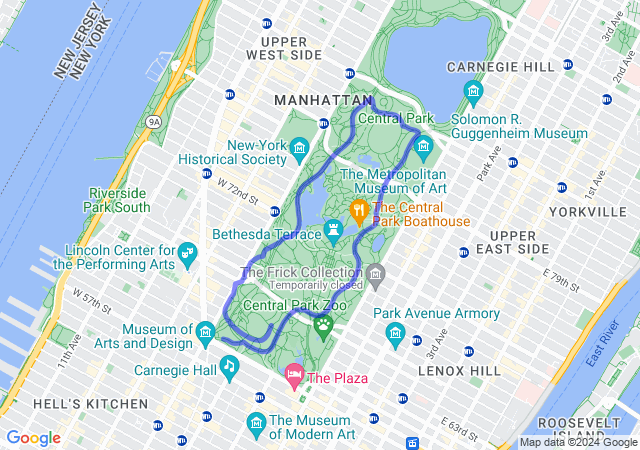 NEW JERSEY
NEW YORK
UPPER
WEST SIDE
CARNEGIE HILL
3rd Ave
2nd Ave
MANHATTAN
Central Park
9A
Solomon R.
Guggenheim Museum
New-York
Historical Society
Park Ave
1st Ave
The Metropolitan
Museum of Art
W 72nd St
Riverside
Park South
The Central
Park Boathouse
YORKVILLE
Bethesda Terrace
UPPER
EAST SIDE
Lincoln Center for
the Performing Arts
The Frick Collection
Temporarily closed
E 79th St
W 57th St
Central Park Zoo
Park Avenue Armory
Museum of
Arts and Design
3rd Ave
East River
11th Ave
Carnegie Hall
The Plaza
LENOX HILL
HELL'S KITCHEN
The Museum
of Modern Art
E 63rd St
ROOSEVELT
ISLAND
Google
Map data ©2024 Google